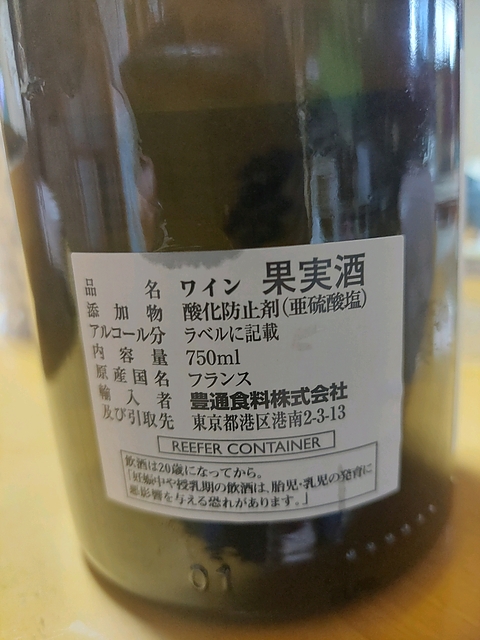 品名 ワイン 果実酒
添加物 酸化防止剤(亜硫酸塩)
アルコール分 ラベルに記載
内容量 750ml
原産国名 フランス
輸入者 豊通食料株式会社
及び引取先 東京都港区港南2-3-13
REEFER CONTAINER
飲酒は20歳になってから。
「妊娠中や授乳期の飲酒は、胎児・乳児の発育に
悪影響を与える恐れがあります。」
01